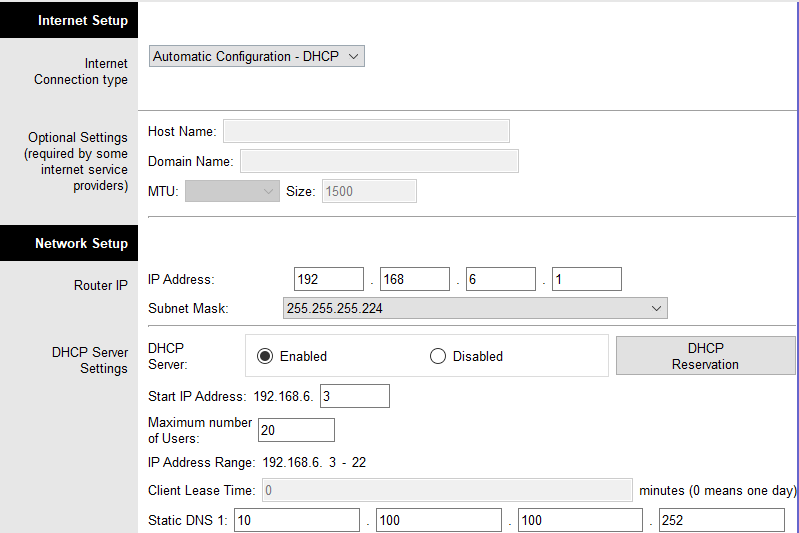 Internet Setup
Internet
Connection type
Automatic Configuration - DHCP
Optional Settings
(required by some
internet service
providers)
Host Name:
Domain Name:
MTU: Size: 1500
Network Setup
Router IP
IP Address: 192 . 168 . 6 . 1
Subnet Mask: 255.255.255.224
DHCP Server
Settings
DHCP
Server:
Enabled Disabled
DHCP
Reservation
Start IP Address: 192.168.6. 3
Maximum number
of Users:
20
IP Address Range: 192.168.6. 3 - 22
Client Lease Time: 0 minutes (0 means one day)
Static DNS 1: 10 . 100 . 100 . 252